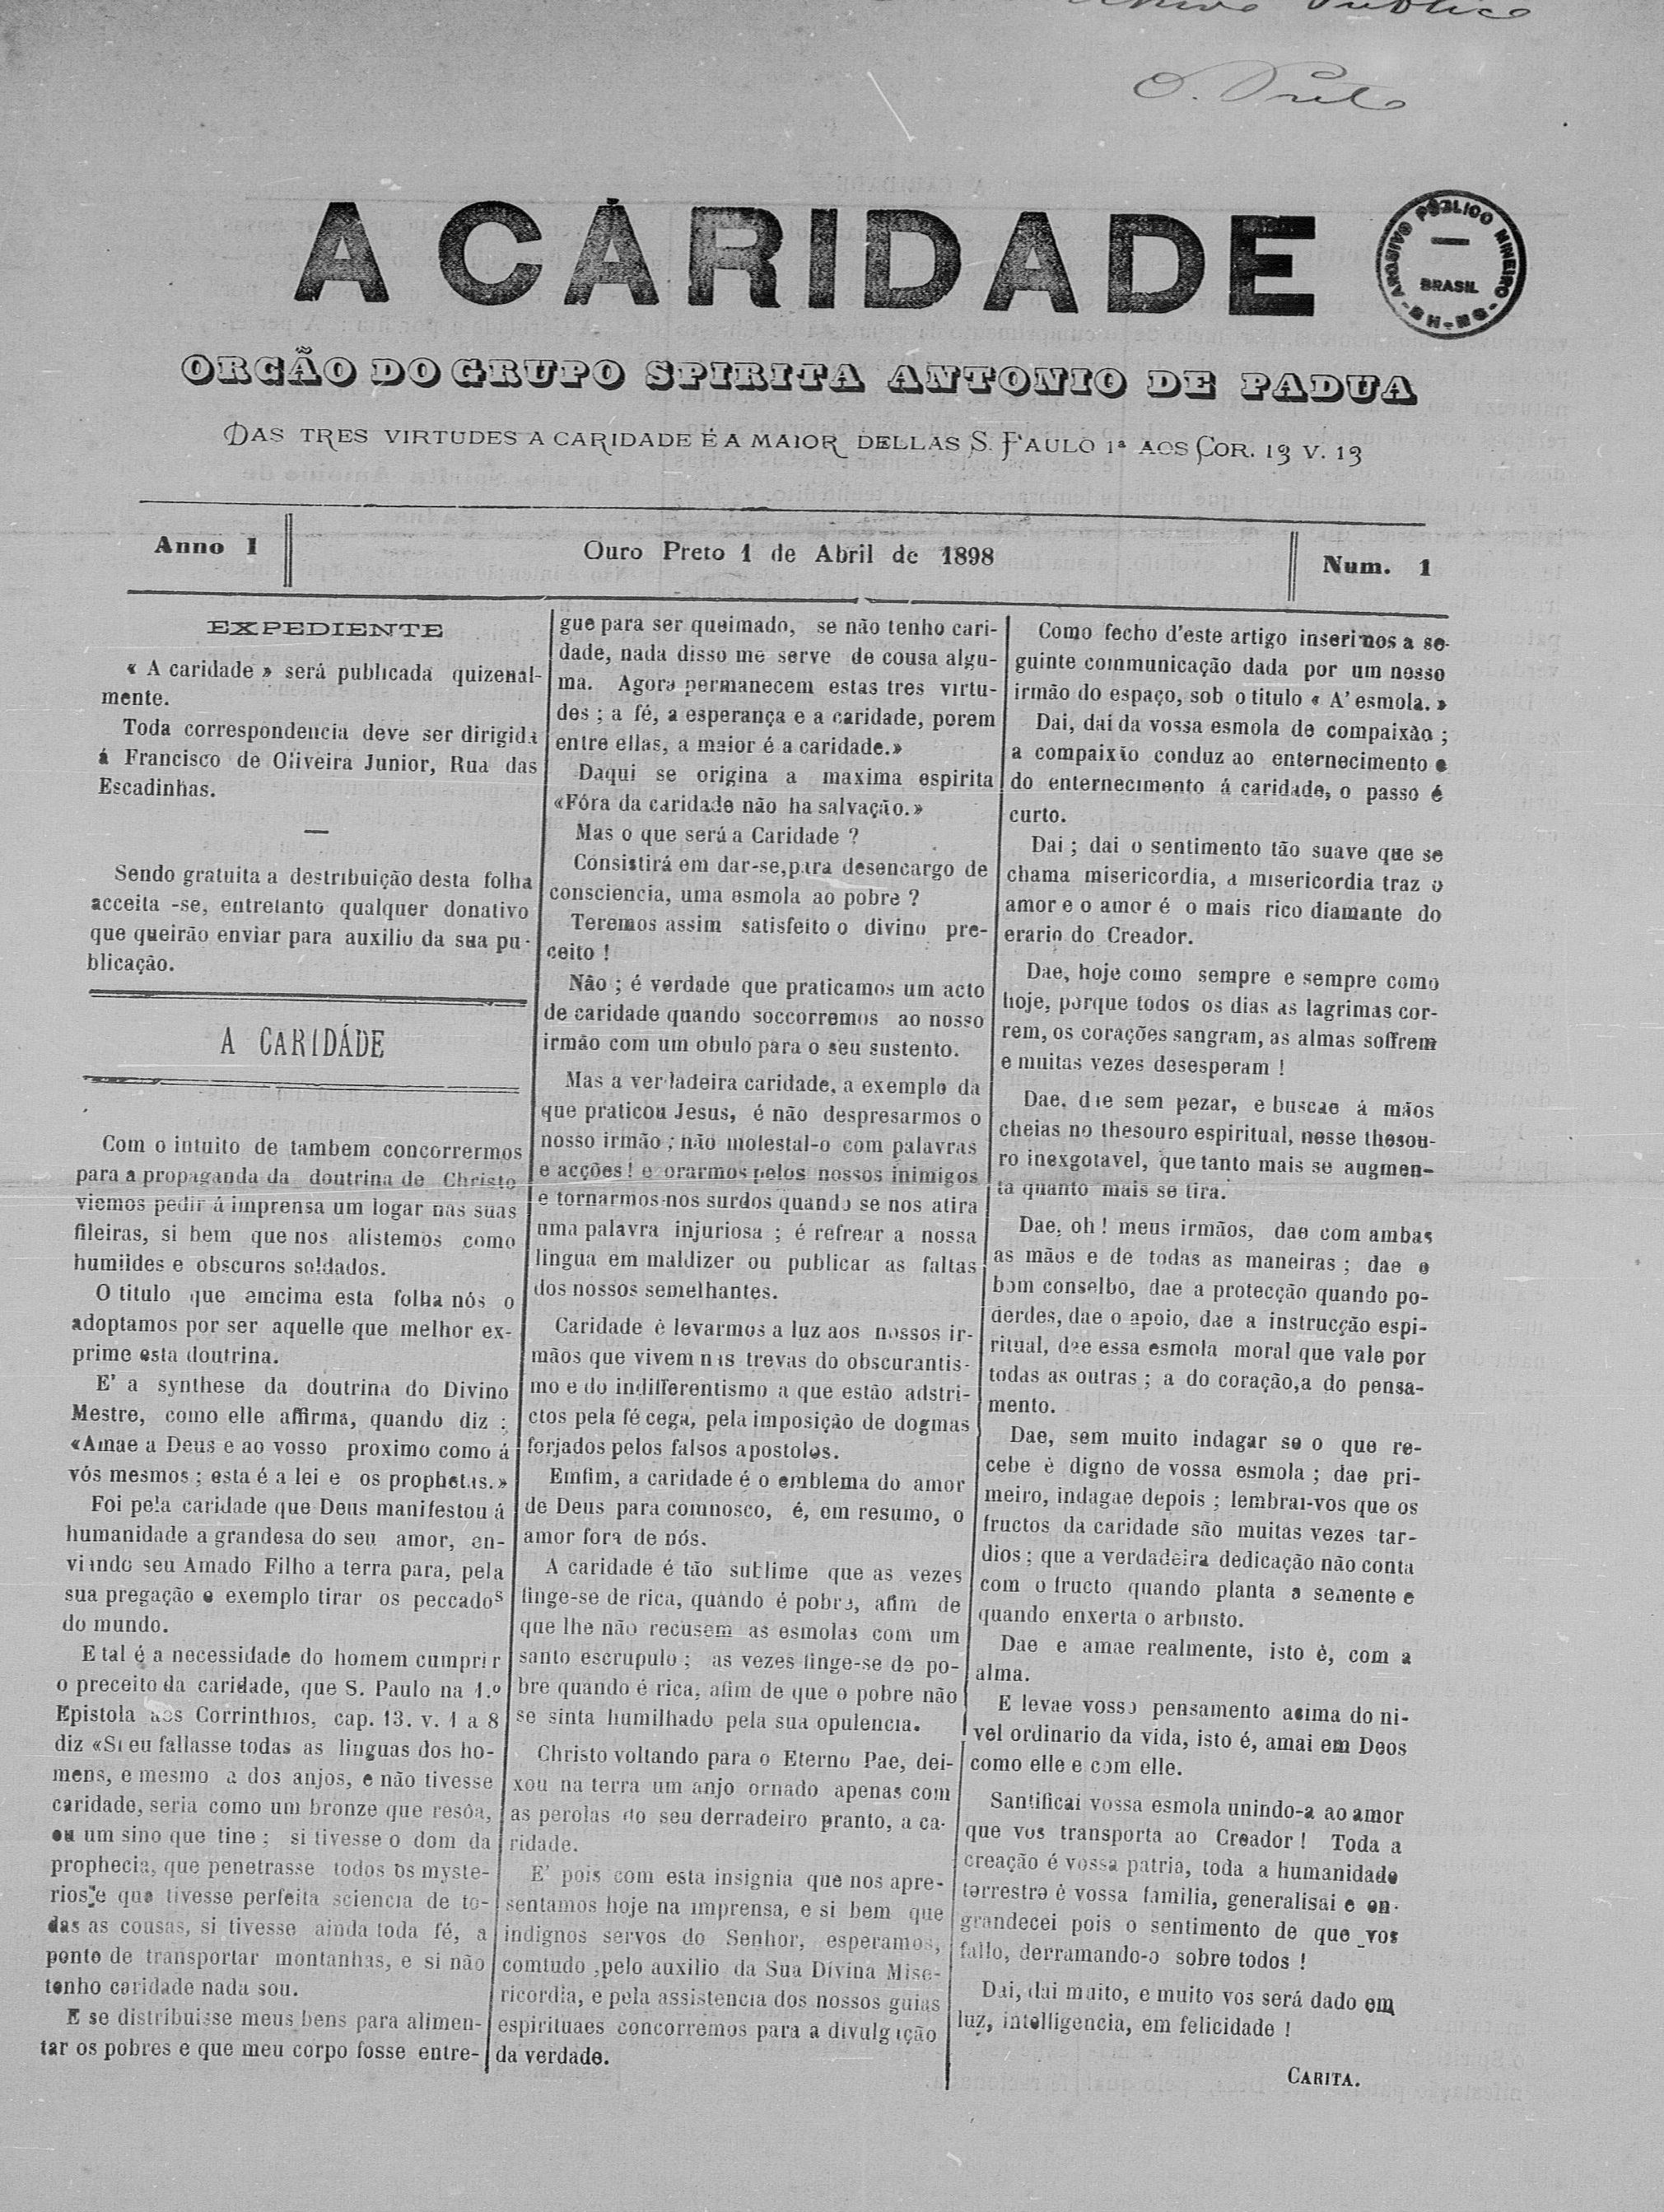 Publico
O. Preto
A CARIDADE
ARQUIVO PÚBLICO MINEIRO
BRASIL
ORGÃO DO GRUPO SPIRITA ANTONIO DE PADUA
DAS TRES VIRTUDES A CARIDADE É A MAIOR DELLAS S. PAULO 1ª AOS COR. 13 V. 13
Anno 1
Ouro Preto 1 de Abril de 1898
Num. 1
EXPEDIENTE
« A caridade » será publicada quizenal-
mente.
Toda correspondencia deve ser dirigida
á Francisco de Oliveira Junior, Rua das
Escadinhas.
—
Sendo gratuita a destribuição desta folha
acceita -se, entretanto qualquer donativo
que queirão enviar para auxilio da sua pu-
blicação.
A CARIDÁDE
Com o intuito de tambem concorrermos
para a propaganda da doutrina de Christo
viemos pedir á imprensa um logar nas suas
fileiras, si bem que nos alistemos como
humildes e obscuros soldados.
O titulo que emcima esta folha nós o
adoptamos por ser aquelle que melhor ex-
prime esta doutrina.
E' a synthese da doutrina do Divino
Mestre, como elle affirma, quando diz :
«Amae a Deus e ao vosso proximo como á
vós mesmos ; esta é a lei e os prophetas.»
Foi pela caridade que Deus manifestou á
humanidade a grandesa do seu amor, en-
viando seu Amado Filho a terra para, pela
sua pregação e exemplo tirar os peccados
do mundo.
E tal é a necessidade do homem cumprir
o preceito da caridade, que S. Paulo na 1.º
Epistola aos Corrinthios, cap. 13. v. 1 a 8
diz «Si eu fallasse todas as linguas dos ho-
mens, e mesmo a dos anjos, e não tivesse
caridade, seria como um bronze que resôa,
ou um sino que tine ; si tivesse o dom da
prophecia, que penetrasse todos os myste-
rios, e que tivesse perfeita sciencia de to-
das as cousas, si tivesse ainda toda fé, a
ponto de transportar montanhas, e si não
tenho caridade nada sou.
E se distribuisse meus bens para alimen-
tar os pobres e que meu corpo fosse entre-
gue para ser queimado, se não tenho cari-
dade, nada disso me serve de cousa algu-
ma. Agora permanecem estas tres virtu-
des ; a fé, a esperança e a caridade, porem
entre ellas, a maior é a caridade.»
Daqui se origina a maxima espirita
«Fóra da caridade não ha salvação.»
Mas o que será a Caridade ?
Consistirá em dar-se,para desencargo de
consciencia, uma esmola ao pobre ?
Teremos assim satisfeito o divino pre-
ceito !
Não ; é verdade que praticamos um acto
de caridade quando soccorremos ao nosso
irmão com um obulo para o seu sustento.
Mas a verdadeira caridade, a exemplo da
que praticou Jesus, é não despresarmos o
nosso irmão ; não molestal-o com palavras
e acções ! e orarmos pelos nossos inimigos
e tornarmos-nos surdos quando se nos atira
uma palavra injuriosa ; é refrear a nossa
lingua em maldizer ou publicar as faltas
dos nossos semelhantes.
Caridade é levarmos a luz aos nossos ir-
mãos que vivem nas trevas do obscurantis-
mo e do indifferentismo a que estão adstri-
ctos pela fé cega, pela imposição de dogmas
forjados pelos falsos apostolos.
Emfim, a caridade é o emblema do amor
de Deus para comnosco, é, em resumo, o
amor fora de nós.
A caridade é tão sublime que as vezes
finge-se de rica, quando é pobre, afim de
que lhe não recusem as esmolas com um
santo escrupulo ; as vezes finge-se de po-
bre quando é rica, afim de que o pobre não
se sinta humilhado pela sua opulencia.
Christo voltando para o Eterno Pae, dei-
xou na terra um anjo ornado apenas com
as perolas do seu derradeiro pranto, a ca-
ridade.
E' pois com esta insignia que nos apre-
sentamos hoje na imprensa, e si bem que
indignos servos do Senhor, esperamos,
comtudo ,pelo auxilio da Sua Divina Mise-
ricordia, e pela assistencia dos nossos guias
espirituaes concorremos para a divulgação
da verdade.
Como fecho d'este artigo inserimos a se-
guinte communicação dada por um nosso
irmão do espaço, sob o titulo « A' esmola. »
Dai, dai da vossa esmola de compaixão ;
a compaixão conduz ao enternecimento e
do enternecimento á caridade, o passo é
curto.
Dai ; dai o sentimento tão suave que se
chama misericordia, a misericordia traz o
amor e o amor é o mais rico diamante do
erario do Creador.
Dae, hoje como sempre e sempre como
hoje, porque todos os dias as lagrimas cor-
rem, os corações sangram, as almas soffrem
e muitas vezes desesperam !
Dae, dae sem pezar, e buscae á mãos
cheias no thesouro espiritual, nesse thesou-
ro inexgotavel, que tanto mais se augmen-
ta quanto mais se tira.
Dae, oh ! meus irmãos, dae com ambas
as mãos e de todas as maneiras ; dae o
bom conselbo, dae a protecção quando po-
derdes, dae o apoio, dae a instrucção espi-
ritual, dae essa esmola moral que vale por
todas as outras ; a do coração,a do pensa-
mento.
Dae, sem muito indagar se o que re-
cebe é digno de vossa esmola ; dae pri-
meiro, indagae depois ; lembrai-vos que os
fructos da caridade são muitas vezes tar-
dios ; que a verdadeira dedicação não conta
com o fructo quando planta a semente e
quando enxerta o arbusto.
Dae e amae realmente, isto é, com a
alma.
E levae vosso pensamento acima do ni-
vel ordinario da vida, isto é, amai em Deos
como elle e com elle.
Santificai vossa esmola unindo-a ao amor
que vos transporta ao Creador ! Toda a
creação é vossa patria, toda a humanidade
terrestre é vossa familia, generalisai e en-
grandecei pois o sentimento de que vos
fallo, derramando-o sobre todos !
Dai, dai muito, e muito vos será dado em
luz, intelligencia, em felicidade !
CARITA.